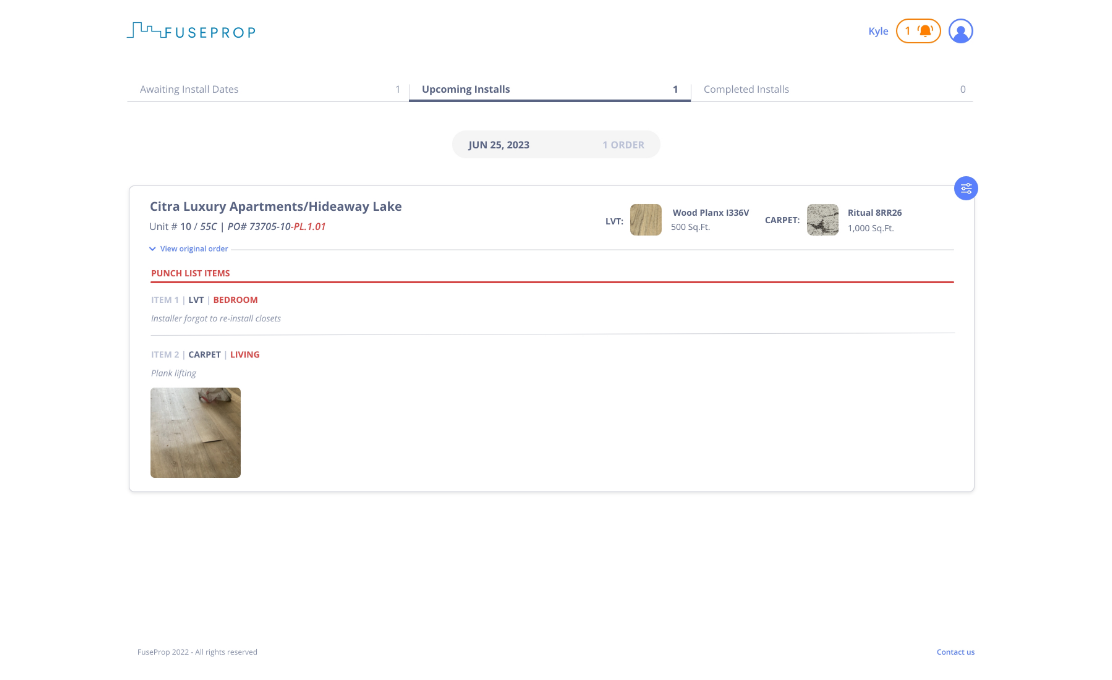 FUSEPROP
Kyle 1
Awaiting Install Dates 1 Upcoming Installs 1 Completed Installs 0
JUN 25, 2023 1 ORDER
Citra Luxury Apartments/Hideaway Lake
Unit # 10 / 55C | PO# 73705-10-PL.1.01
LVT: Wood Planx I336V
500 Sq.Ft.
CARPET: Ritual 8RR26
1,000 Sq.Ft.
View original order
PUNCH LIST ITEMS
ITEM 1 | LVT | BEDROOM
Installer forgot to re-install closets
ITEM 2 | CARPET | LIVING
Plank lifting
FuseProp 2022 - All rights reserved Contact us